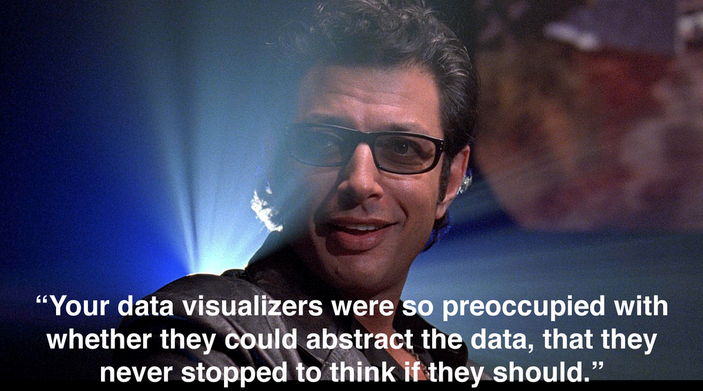 “Your data visualizers were so preoccupied with
whether they could abstract the data, that they
never stopped to think if they should.”